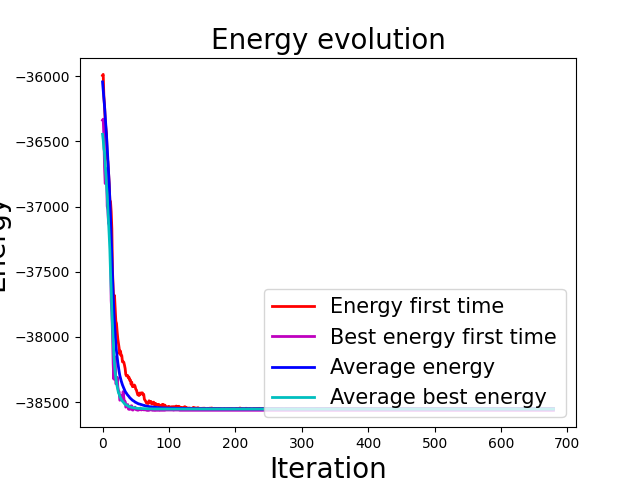 Energy evolution
Energy
−36000
−36500
−37000
−37500
−38000
−38500
Energy first time
Best energy first time
Average energy
Average best energy
0 100 200 300 400 500 600 700
Iteration